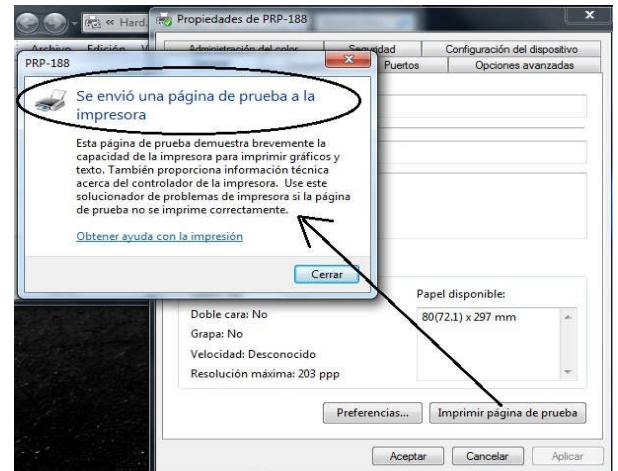 « Hard.
Propiedades de PRP-188
x
Archivo Edición V
Administración del color
Seguridad
Configuración del dispositivo
Puertos
Opciones avanzadas
PRP-188
x
Se envió una página de prueba a la
impresora
Esta página de prueba demuestra brevemente la
capacidad de la impresora para imprimir gráficos y
texto. También proporciona información técnica
acerca del controlador de la impresora. Use este
solucionador de problemas de impresora si la página
de prueba no se imprime correctamente.
Obtener ayuda con la impresión
Cerrar
Papel disponible:
Doble cara: No
80(72.1) x 297 mm
Grapa: No
Velocidad: Desconocido
Resolución máxima: 203 ppp
Preferencias...
Imprimir página de prueba
Aceptar
Cancelar
Aplicar